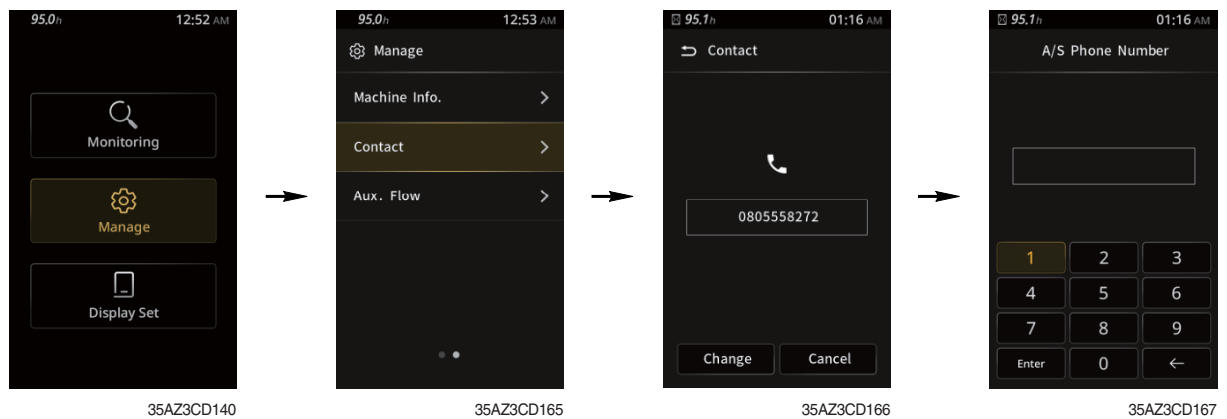 95.0h 12:52 AM
Monitoring
Manage
Display Set
35AZ3CD140
95.0h 12:53 AM
Manage
Machine Info.
Contact
Aux. Flow
35AZ3CD165
95.1h 01:16 AM
Contact
0805558272
Change Cancel
35AZ3CD166
95.1h 01:16 AM
A/S Phone Number
1 2 3
4 5 6
7 8 9
Enter 0 ←
35AZ3CD167